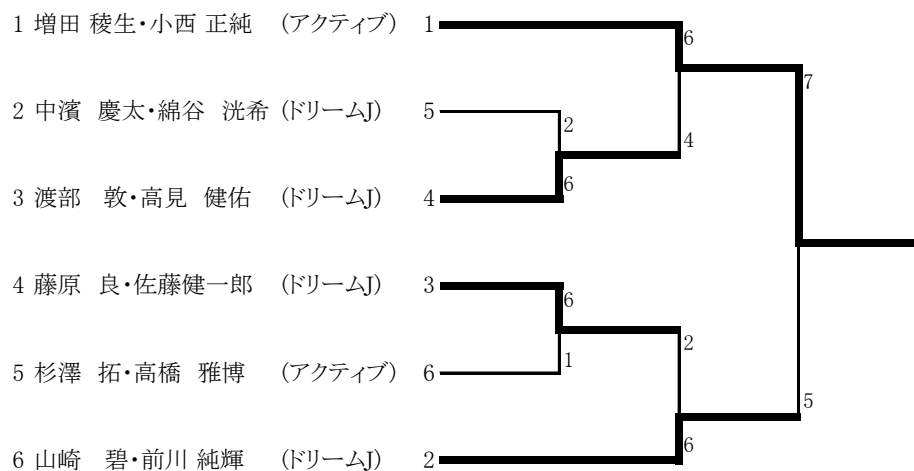 1 増田 稜生・小西 正純 (アクティブ) 1
6
7
2 中濱 慶太・綿谷 洸希 (ドリームJ) 5
2
4
6
3 渡部 敦・高見 健佑 (ドリームJ) 4
4 藤原 良・佐藤健一郎 (ドリームJ) 3
6
2
1
5 杉澤 拓・高橋 雅博 (アクティブ) 6
5
6
6 山崎 碧・前川 純輝 (ドリームJ) 2